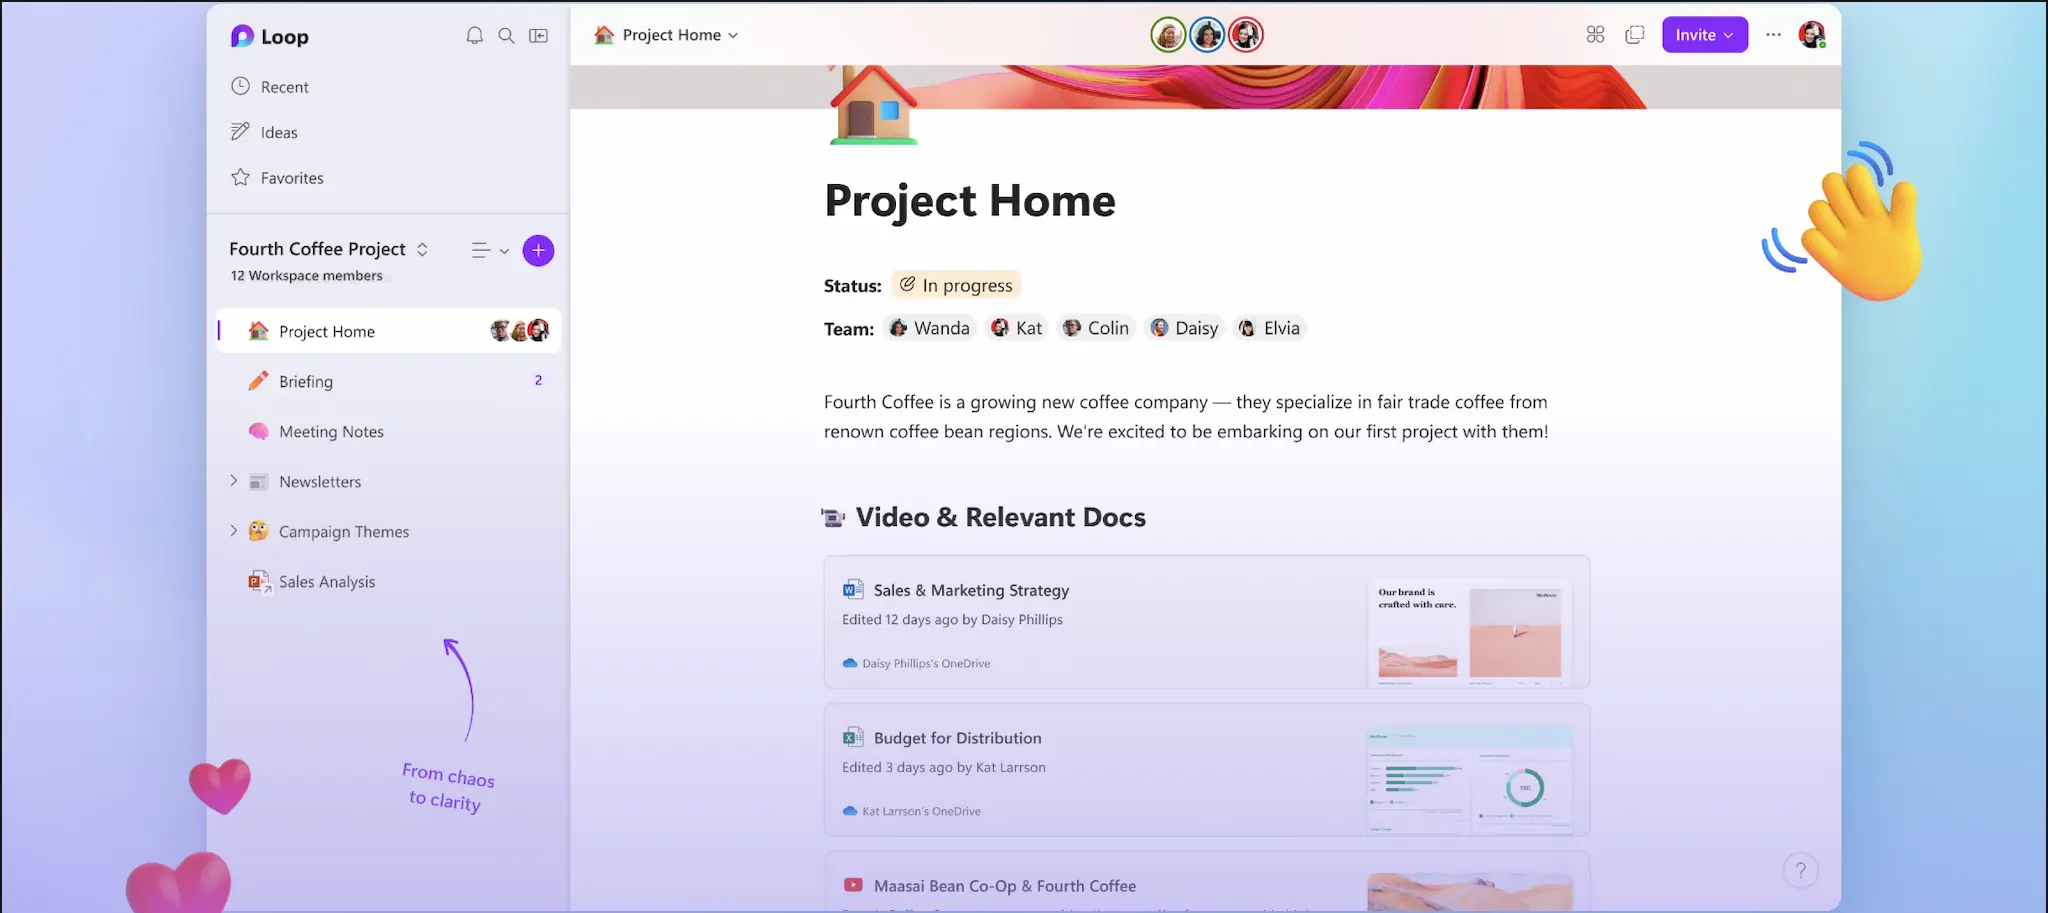 Loop
Recent
Ideas
Favorites
Fourth Coffee Project
12 Workspace members
Project Home
Briefing
2
Meeting Notes
Newsletters
Campaign Themes
Sales Analysis
From chaos
to clarity
Project Home
Invite
Project Home
Status: In progress
Team: Wanda Kat Colin Daisy Elvia
Fourth Coffee is a growing new coffee company — they specialize in fair trade coffee from
renown coffee bean regions. We're excited to be embarking on our first project with them!
Video & Relevant Docs
Sales & Marketing Strategy
Edited 12 days ago by Daisy Phillips
Daisy Phillips's OneDrive
Our brand is
crafted with care.
Budget for Distribution
Edited 3 days ago by Kat Larrson
Kat Larrson's OneDrive
Maasai Bean Co-Op & Fourth Coffee
?